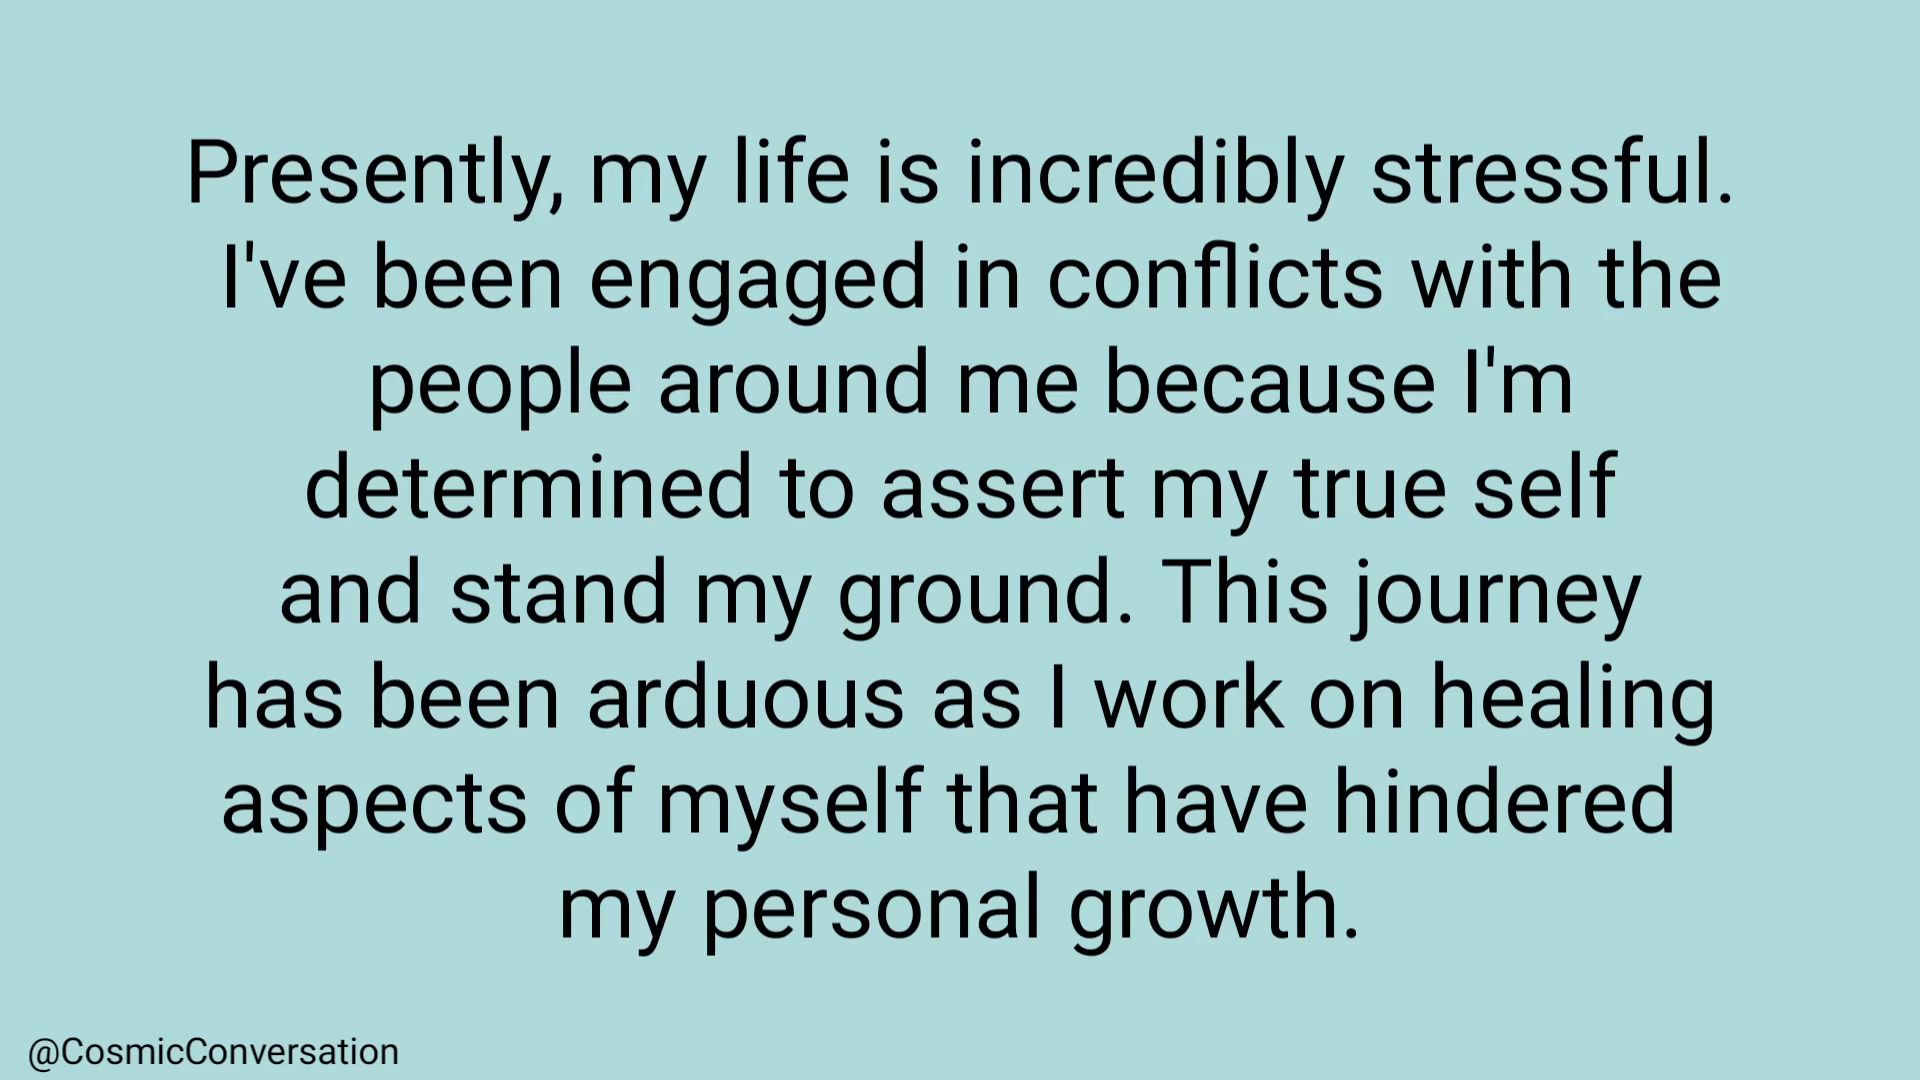 Presently, my life is incredibly stressful.
I've been engaged in conflicts with the
people around me because I'm
determined to assert my true self
and stand my ground. This journey
has been arduous as I work on healing
aspects of myself that have hindered
my personal growth.
@CosmicConversation